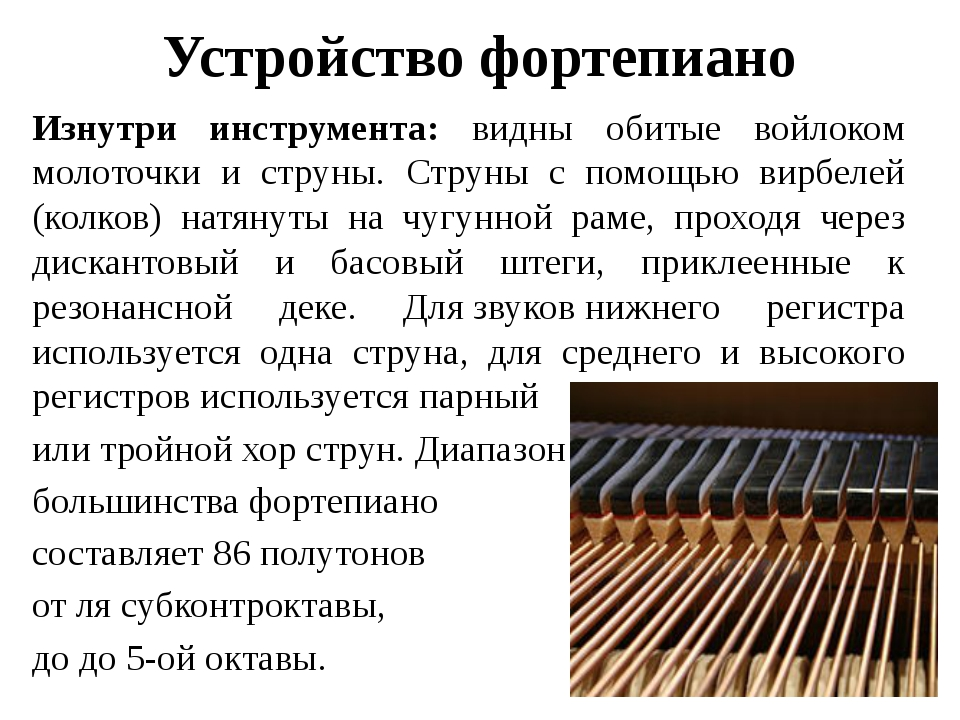 Устройство фортепиано
Изнутри инструмента: видны обитые войлоком
молоточки и струны. Струны с помощью вирбелей
(колков) натянуты на чугунной раме, проходя через
дискантовый и басовый штеги, приклеенные к
резонансной деке. Для звуков нижнего регистра
используется одна струна, для среднего и высокого
регистров используется парный
или тройной хор струн. Диапазон
большинства фортепиано
составляет 86 полутонов
от ля субконтроктавы,
до до 5-ой октавы.